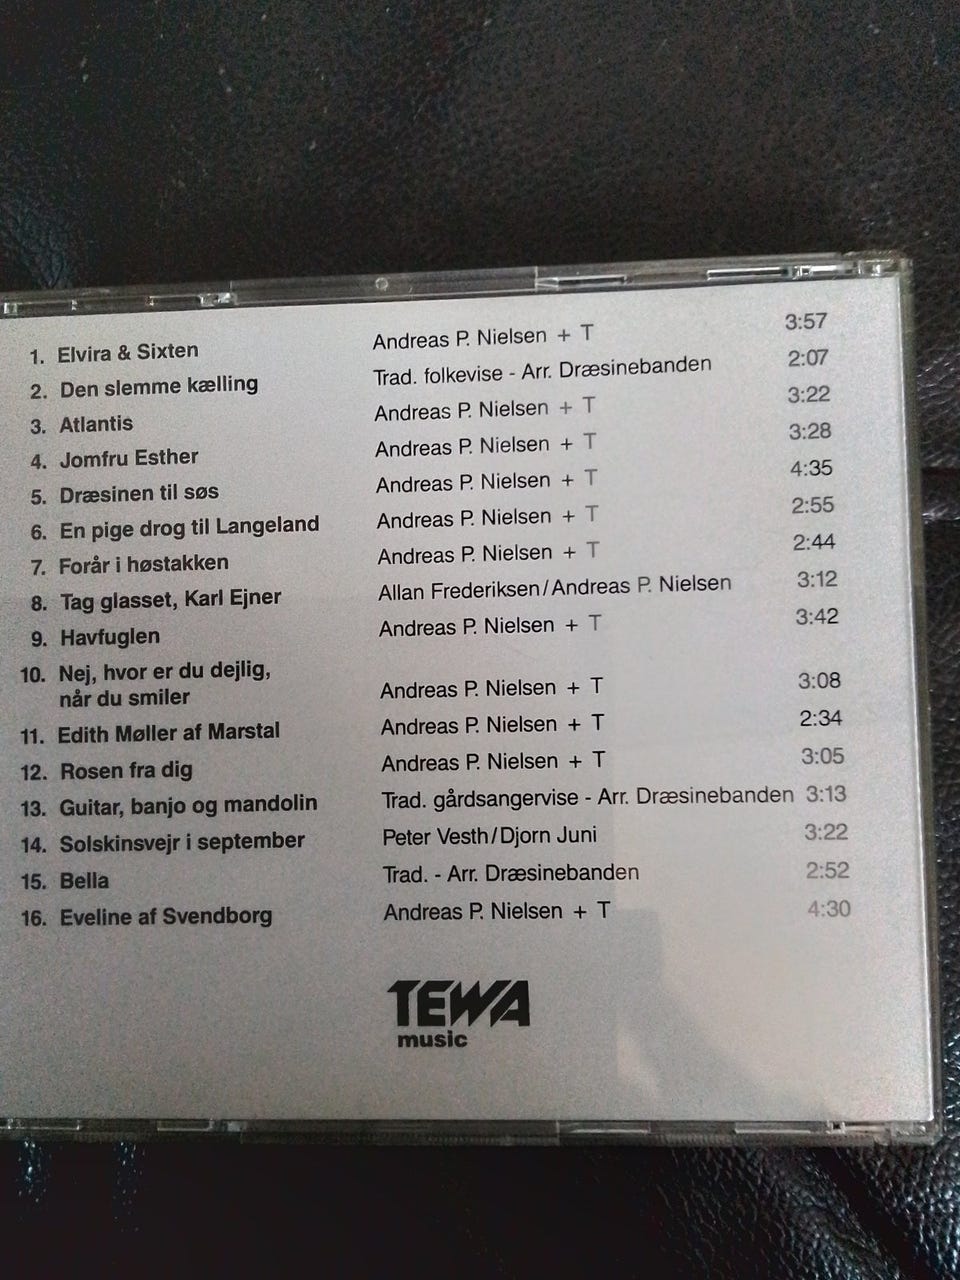 1. Elvira & Sixten Andreas P. Nielsen + T 3:57
2. Den slemme kælling Trad. folkevise - Arr. Dræsinebanden 2:07
3. Atlantis Andreas P. Nielsen + T 3:22
4. Jomfru Esther Andreas P. Nielsen + T 3:28
5. Dræsinen til søs Andreas P. Nielsen + T 4:35
6. En pige drog til Langeland Andreas P. Nielsen + T 2:55
7. Forår i høstakken Andreas P. Nielsen + T 2:44
8. Tag glasset, Karl Ejner Allan Frederiksen/Andreas P. Nielsen 3:12
9. Havfuglen Andreas P. Nielsen + T 3:42
10. Nej, hvor er du dejlig,
når du smiler Andreas P. Nielsen + T 3:08
11. Edith Møller af Marstal Andreas P. Nielsen + T 2:34
12. Rosen fra dig Andreas P. Nielsen + T 3:05
13. Guitar, banjo og mandolin Trad. gårdsangervise - Arr. Dræsinebanden 3:13
14. Solskinsvejr i september Peter Vesth/Djorn Juni 3:22
15. Bella Trad. - Arr. Dræsinebanden 2:52
16. Eveline af Svendborg Andreas P. Nielsen + T 4:30
TEWA
music